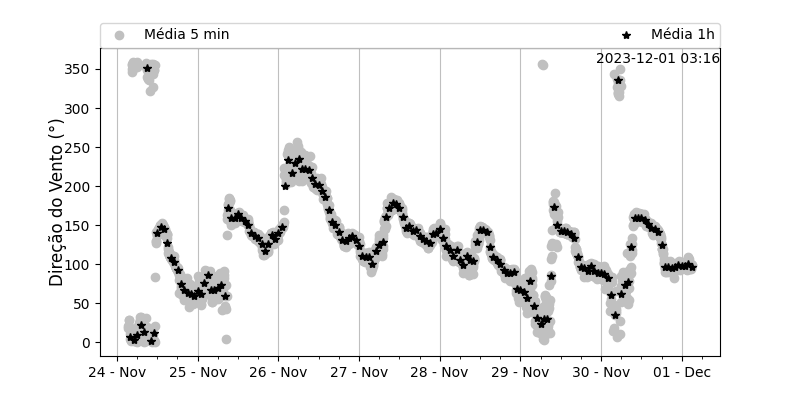 Média 5 min
Média 1h
2023-12-01 03:16
Direção do Vento (°)
350
300
250
200
150
100
50
0
24 - Nov
25 - Nov
26 - Nov
27 - Nov
28 - Nov
29 - Nov
30 - Nov
01 - Dec